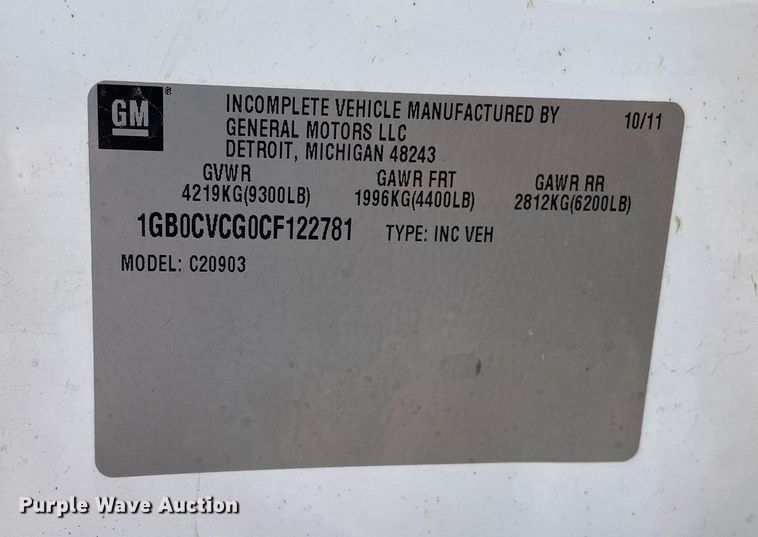 GM ®
INCOMPLETE VEHICLE MANUFACTURED BY 10/11
GENERAL MOTORS LLC
DETROIT, MICHIGAN 48243
GVWR GAWR FRT GAWR RR
4219KG(9300LB) 1996KG(4400LB) 2812KG(6200LB)
1GB0CVCG0CF122781 TYPE: INC VEH
MODEL: C20903
Purple Wave Auction